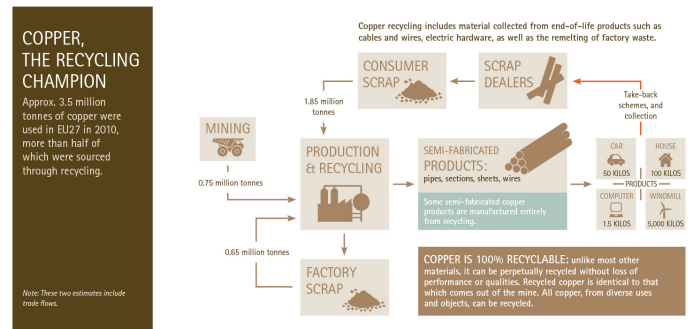 COPPER,
THE RECYCLING
CHAMPION
Approx. 3.5 million
tonnes of copper were
used in EU27 in 2010,
more than half of
which were sourced
through recycling.
Note: These two estimates include
trade flows.
Copper recycling includes material collected from end-of-life products such as
cables and wires, electric hardware, as well as the remelting of factory waste.
CONSUMER
SCRAP
SCRAP
DEALERS
1.85 million
tonnes
Take-back
schemes, and
collection
MINING
0.75 million tonnes
PRODUCTION
& RECYCLING
SEMI-FABRICATED
PRODUCTS:
pipes, sections, sheets, wires
Some semi-fabricated copper
products are manufactured entirely
from recycling.
CAR
50 KILOS
HOUSE
100 KILOS
PRODUCTS
COMPUTER
1.5 KILOS
WINDMILL
5,000 KILOS
0.65 million tonnes
FACTORY
SCRAP
COPPER IS 100% RECYCLABLE: unlike most other
materials, it can be perpetually recycled without loss of
performance or qualities. Recycled copper is identical to that
which comes out of the mine. All copper, from diverse uses
and objects, can be recycled.